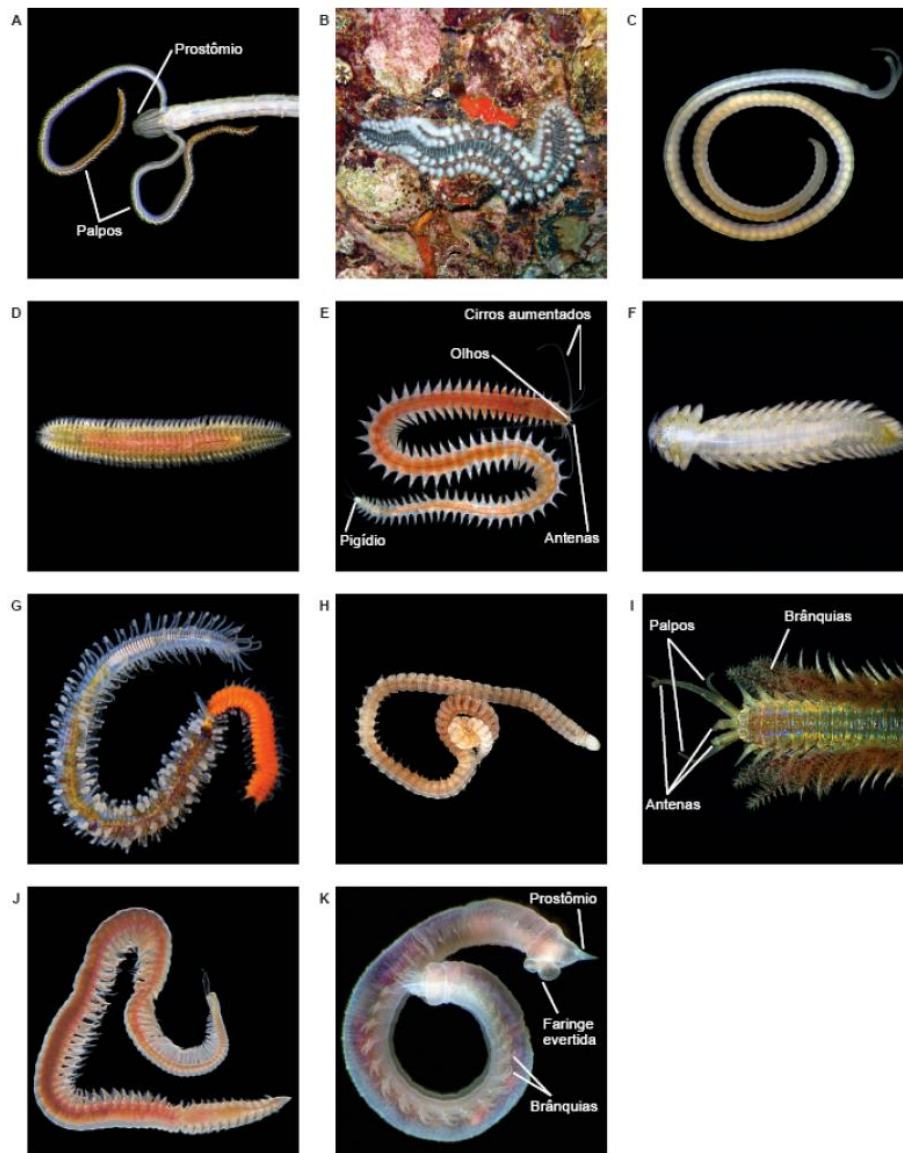 A
Prostômio
Palpos
B
C
D
E
Cirros aumentados
Olhos
Pigídio
Antenas
F
G
H
I
Palpos
Brânquias
Antenas
J
K
Prostômio
Faringe
evertida
Brânquias